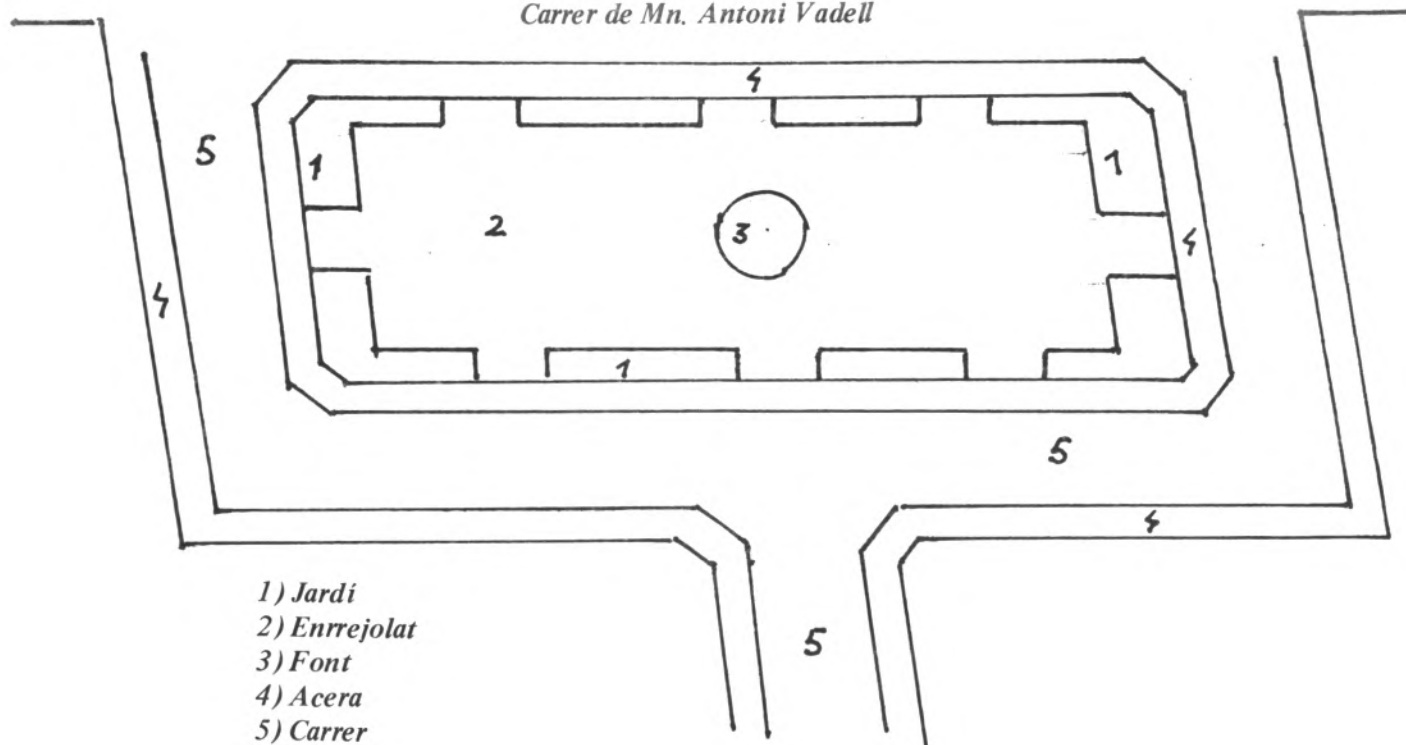 Carrer de Mn. Antoni Vadell
4
5
1
1
2
3
4
4
1
5
4
5
1) Jardí
2) Enrrejolat
3) Font
4) Acera
5) Carrer